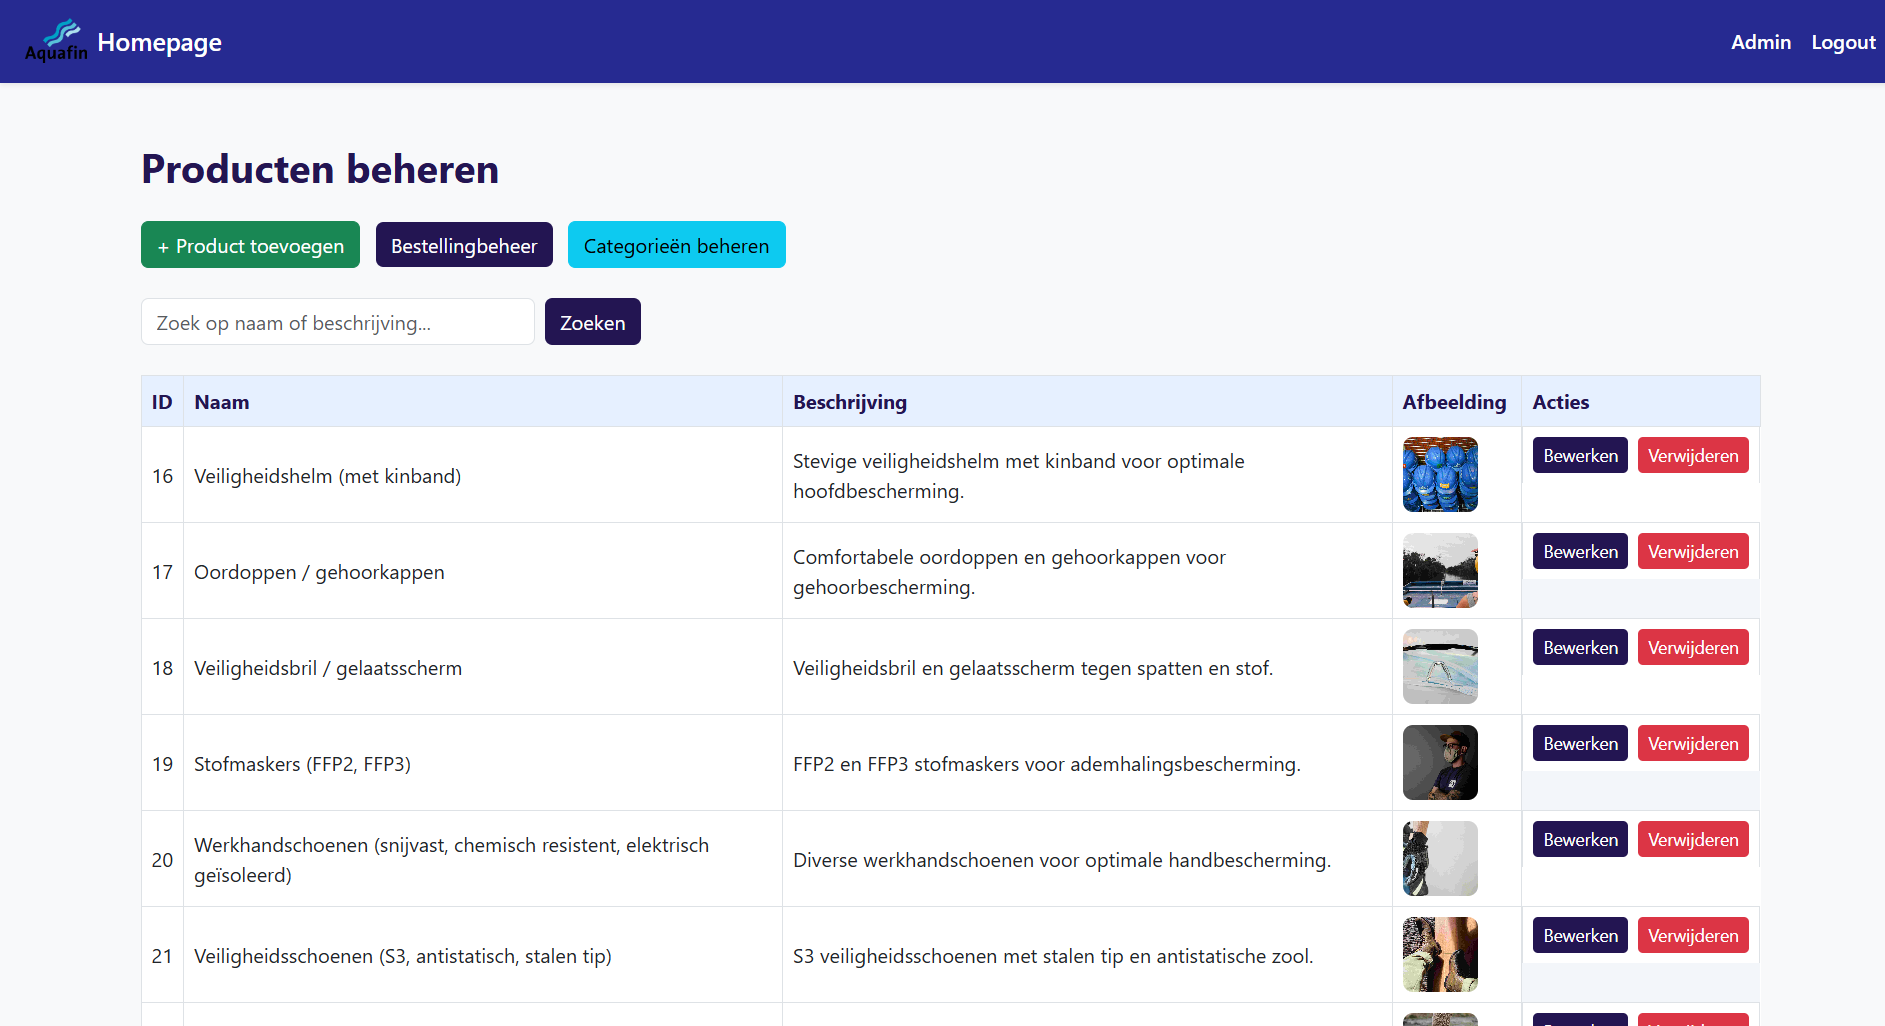 Aquafin Homepage
Admin Logout
Producten beheren
+ Product toevoegen Bestellingbeheer Categorieën beheren
Zoek op naam of beschrijving... Zoeken
ID Naam Beschrijving Afbeelding Acties
16 Veiligheidshelm (met kinband) Stevige veiligheidshelm met kinband voor optimale
hoofdbescherming. Bewerken Verwijderen
17 Oordoppen / gehoorkappen Comfortabele oordoppen en gehoorkappen voor
gehoorbescherming. Bewerken Verwijderen
18 Veiligheidsbril / gelaatsscherm Veiligheidsbril en gelaatsscherm tegen spatten en stof. Bewerken Verwijderen
19 Stofmaskers (FFP2, FFP3) FFP2 en FFP3 stofmaskers voor ademhalingsbescherming. Bewerken Verwijderen
20 Werkhandschoenen (snijvast, chemisch resistent, elektrisch
geïsoleerd) Diverse werkhandschoenen voor optimale handbescherming. Bewerken Verwijderen
21 Veiligheidsschoenen (S3, antistatisch, stalen tip) S3 veiligheidsschoenen met stalen tip en antistatische zool. Bewerken Verwijderen